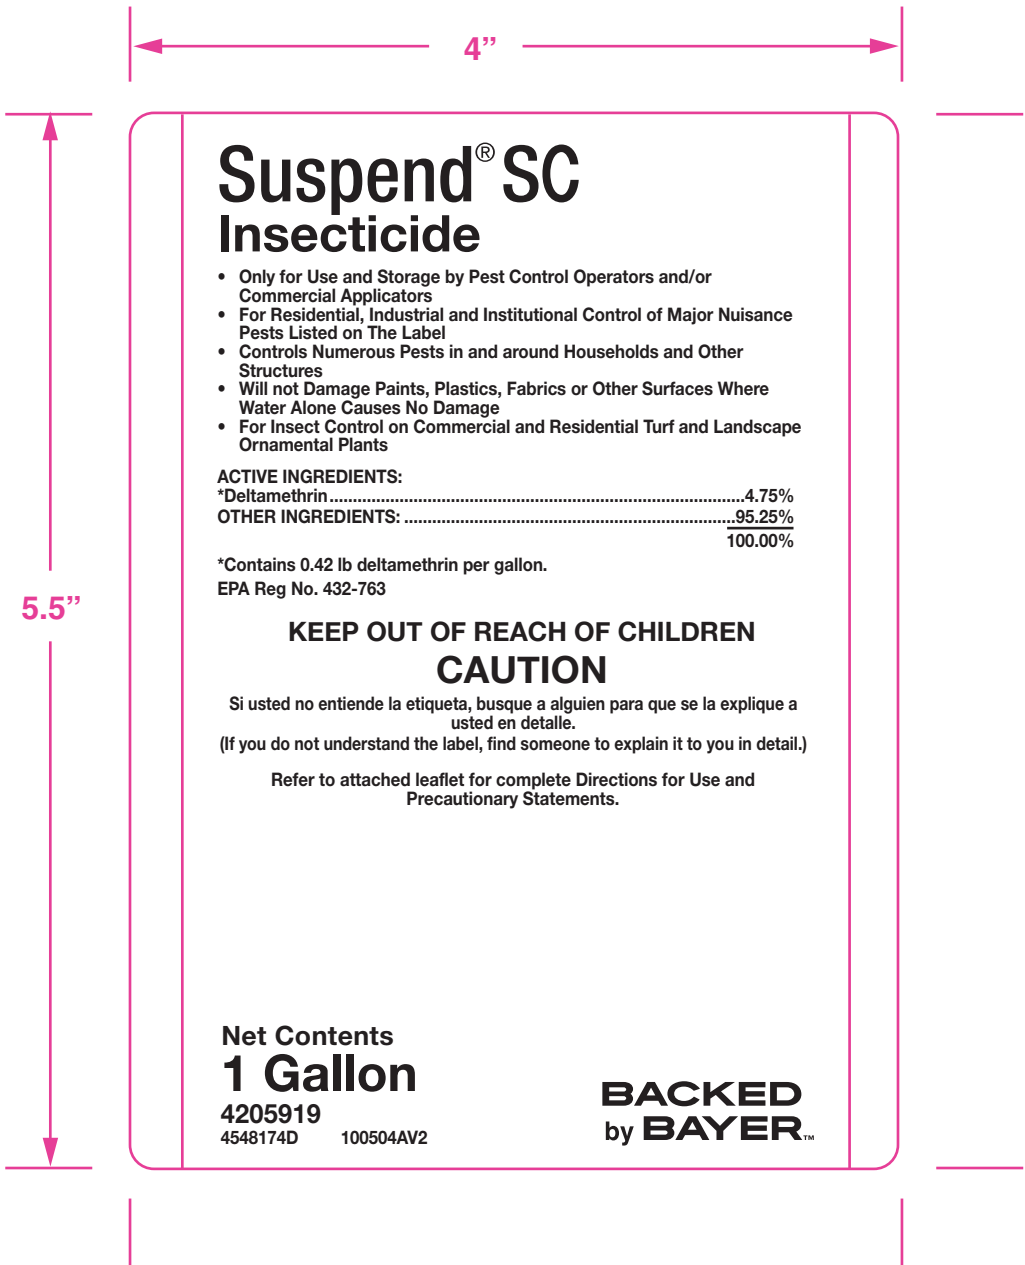 4”
5.5”
Suspend® SC
Insecticide
• Only for Use and Storage by Pest Control Operators and/or
Commercial Applicators
• For Residential, Industrial and Institutional Control of Major Nuisance
Pests Listed on The Label
• Controls Numerous Pests in and around Households and Other
Structures
• Will not Damage Paints, Plastics, Fabrics or Other Surfaces Where
Water Alone Causes No Damage
• For Insect Control on Commercial and Residential Turf and Landscape
Ornamental Plants
ACTIVE INGREDIENTS:
*Deltamethrin.........................................................................................4.75%
OTHER INGREDIENTS: .......................................................................95.25%
100.00%
*Contains 0.42 lb deltamethrin per gallon.
EPA Reg No. 432-763
KEEP OUT OF REACH OF CHILDREN
CAUTION
Si usted no entiende la etiqueta, busque a alguien para que se la explique a
usted en detalle.
(If you do not understand the label, find someone to explain it to you in detail.)
Refer to attached leaflet for complete Directions for Use and
Precautionary Statements.
Net Contents
1 Gallon
4205919
4548174D 100504AV2
BACKED
by BAYER™